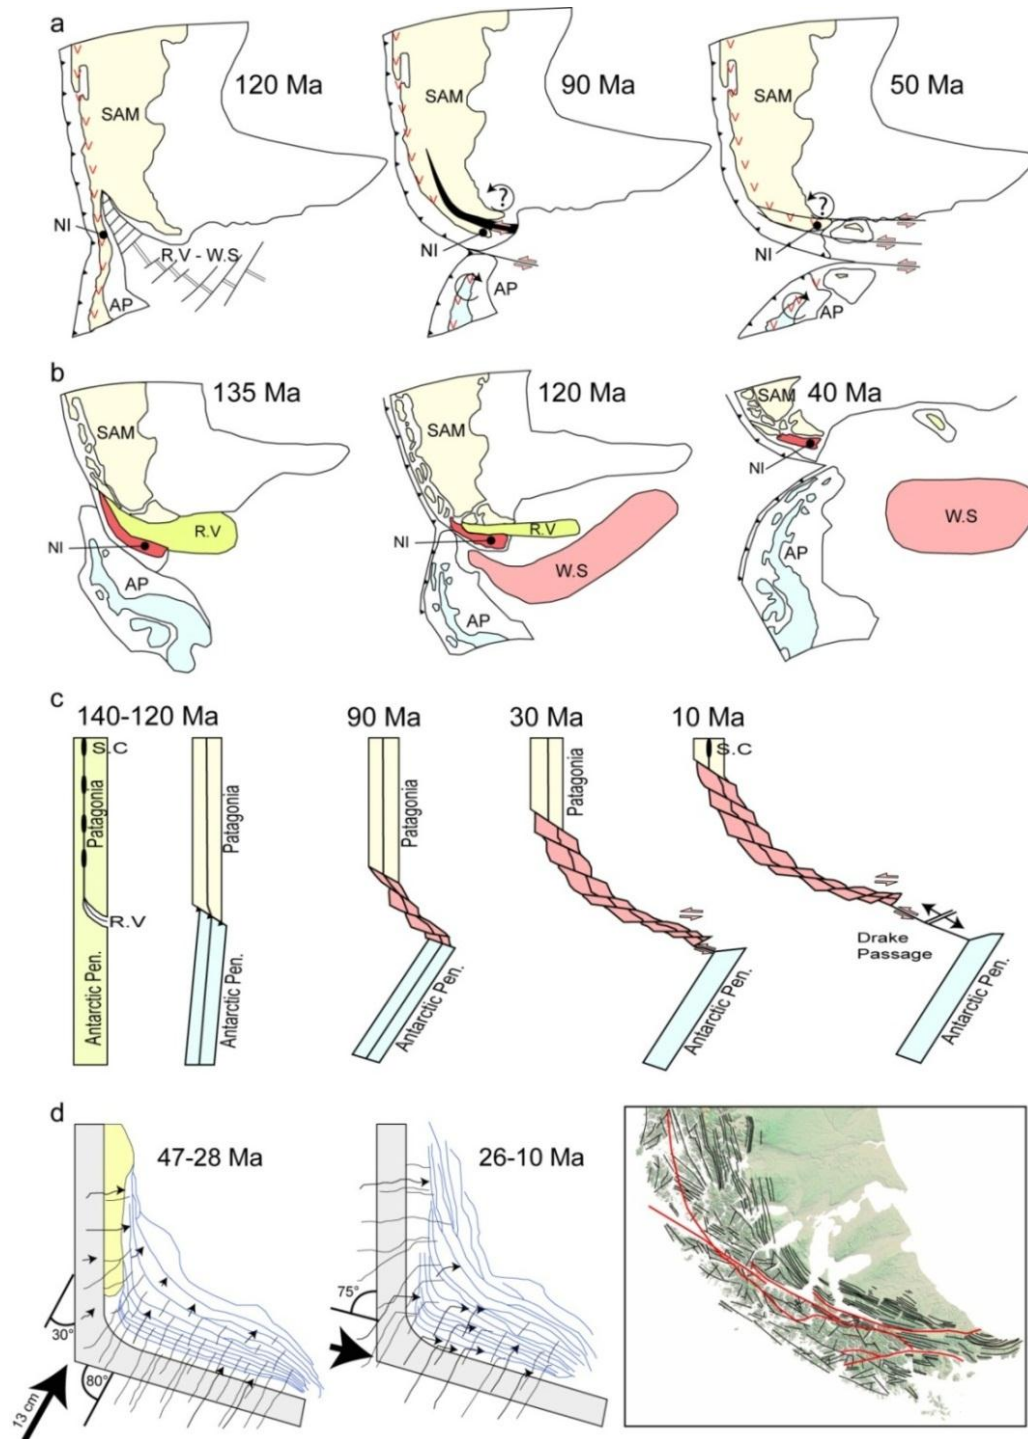 a
120 Ma
90 Ma
50 Ma
SAM
SAM
SAM
?
?
NI
R.V - W.S
NI
NI
AP
AP
AP
b
135 Ma
120 Ma
40 Ma
SAM
SAM
SAM
NI
R.V
R.V
NI
NI
W.S
W.S
AP
AP
AP
c
140-120 Ma
90 Ma
30 Ma
10 Ma
S.C
S.C
Patagonia
Patagonia
Patagonia
Patagonia
R.V
Drake
Passage
Antarctic Pen.
Antarctic Pen.
Antarctic Pen.
Antarctic Pen.
Antarctic Pen.
d
47-28 Ma
26-10 Ma
75°
30°
80°
13 cm